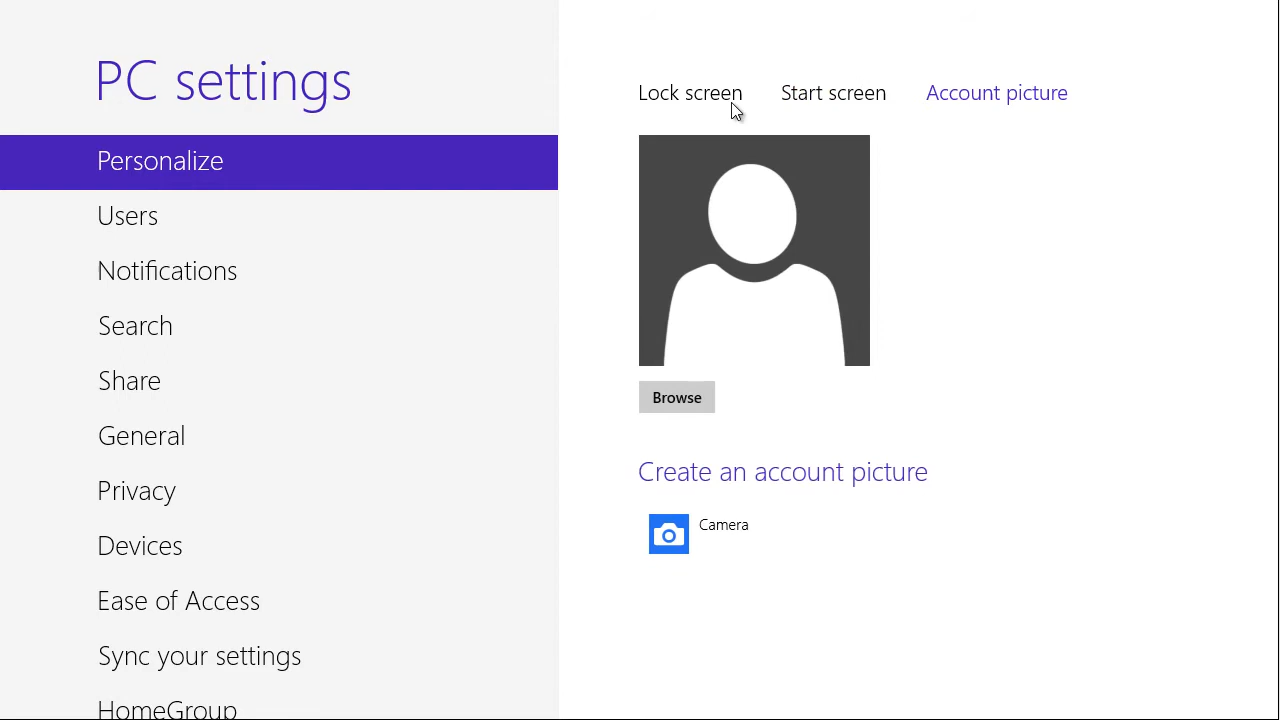 PC settings
Personalize
Users
Notifications
Search
Share
General
Privacy
Devices
Ease of Access
Sync your settings
HomeGroup
Lock screen Start screen Account picture
Browse
Create an account picture
Camera